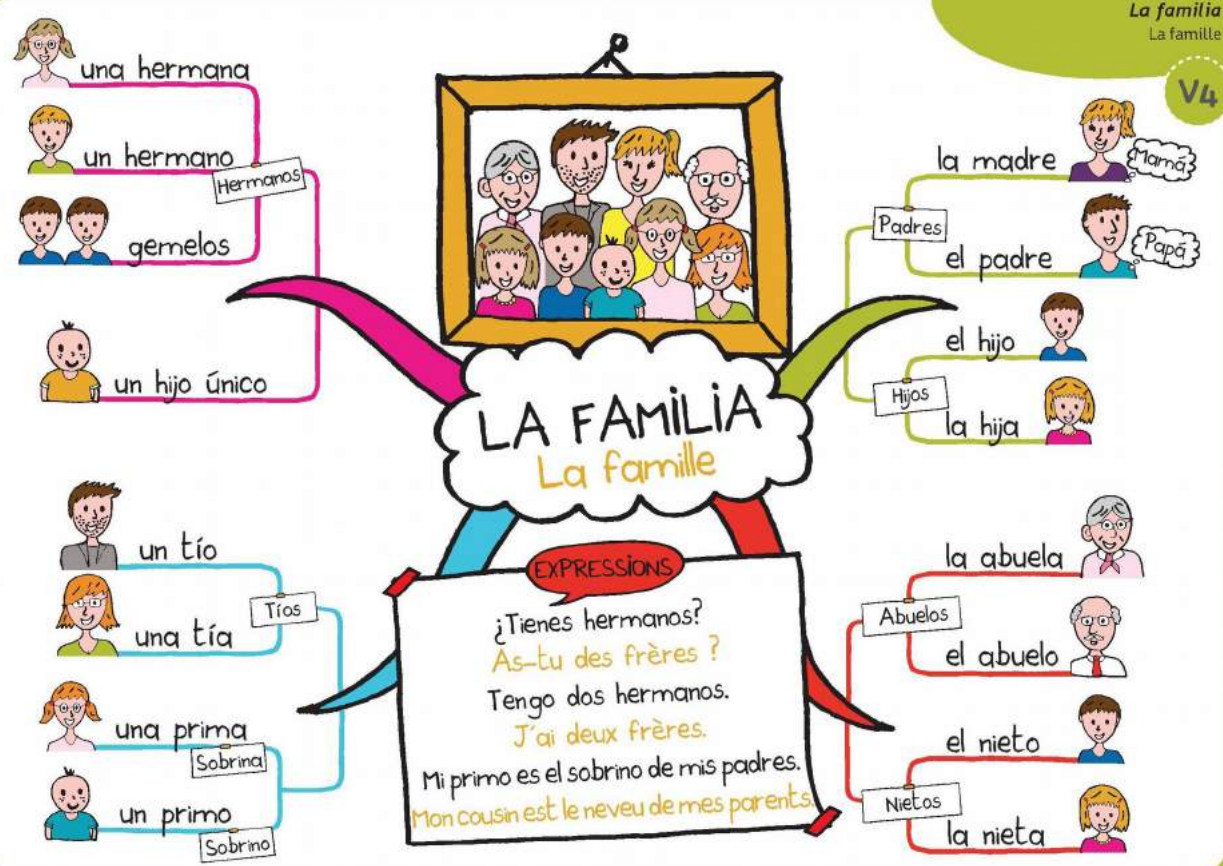 La familia
La famille
V4
una hermana
un hermano
Hermanos
gemelos
un hijo único
la madre
Mamá
Padres
el padre
Papá
el hijo
Hijos
la hija
LA FAMILIA
La famille
un tío
Tíos
una tía
una prima
Sobrina
un primo
Sobrino
EXPRESSIONS
¿Tienes hermanos?
As-tu des frères ?
Tengo dos hermanos.
J'ai deux frères.
Mi primo es el sobrino de mis padres.
Mon cousin est le neveu de mes parents.
la abuela
Abuelos
el abuelo
el nieto
Nietos
la nieta